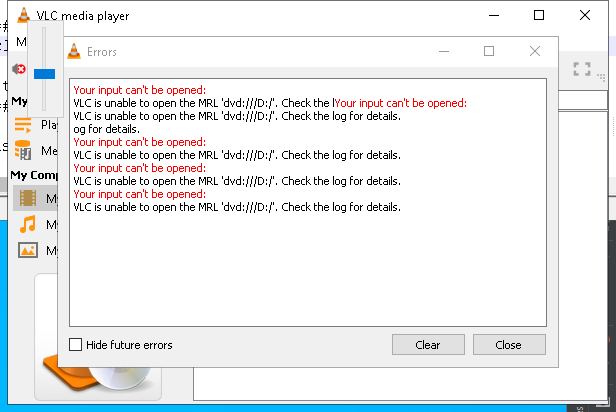 VLC media player
Errors
Your input can't be opened:
VLC is unable to open the MRL 'dvd:///D:/'. Check the lYour input can't be opened:
VLC is unable to open the MRL 'dvd:///D:/'. Check the log for details.
og for details.
Your input can't be opened:
VLC is unable to open the MRL 'dvd:///D:/'. Check the log for details.
Your input can't be opened:
VLC is unable to open the MRL 'dvd:///D:/'. Check the log for details.
Your input can't be opened:
VLC is unable to open the MRL 'dvd:///D:/'. Check the log for details.
Hide future errors
Clear
Close
M
My
Play
Me
My Comp
My
My
My